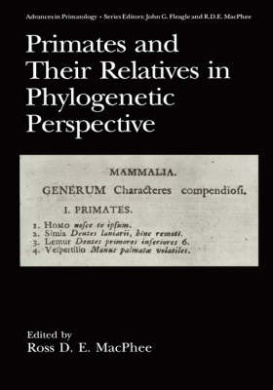 Advances in Primatology • Series Editors: John G. Fleagle and R.D.E. MacPhee
Primates and
Their Relatives in
Phylogenetic
Perspective
MAMMALIA.
GENERUM Characteres compendiosi.
I. PRIMATES.
1. Homo nosce te ipsum.
2. Simia Dentes laniarii, hinc remoti.
3. Lemur Dentes primores inferiores 6.
4. Vespertilio Manus palmatæ volatiles.
Edited by
Ross D. E. MacPhee